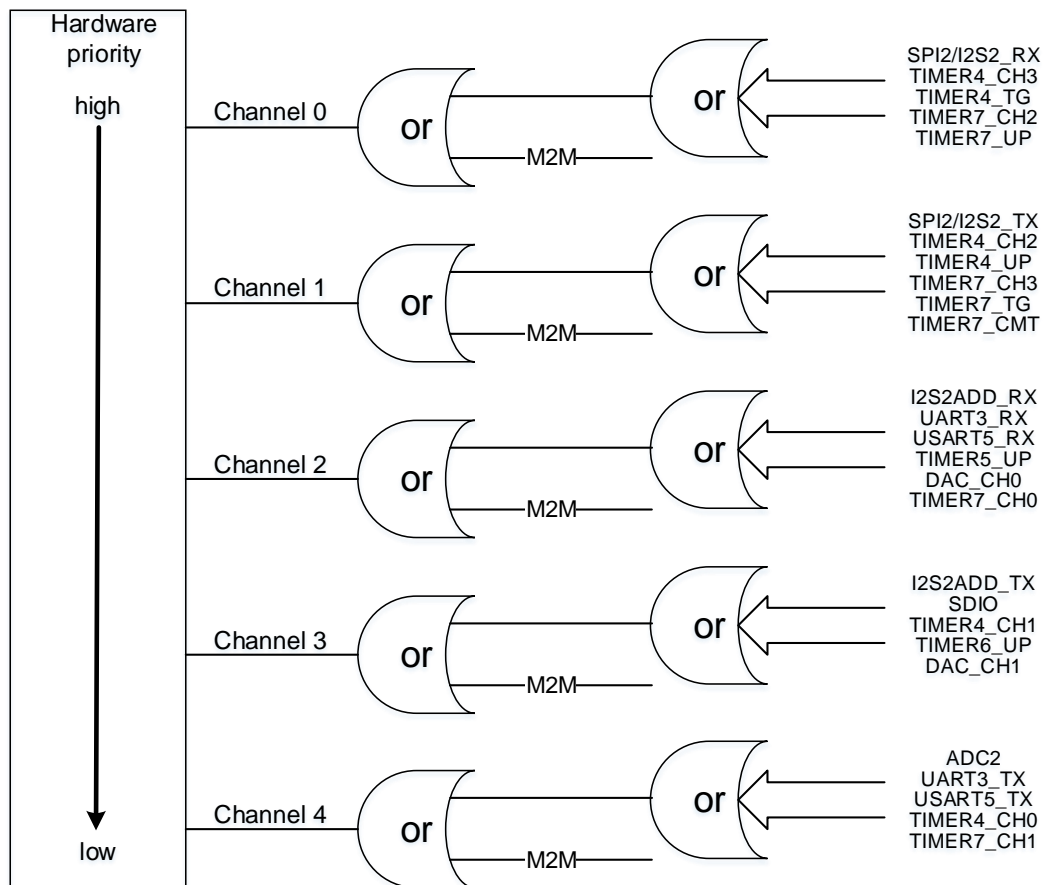 Hardware
priority
high
low
Channel 0
or
M2M
or
SPI2/I2S2_RX
TIMER4_CH3
TIMER4_TG
TIMER7_CH2
TIMER7_UP
Channel 1
or
M2M
or
SPI2/I2S2_TX
TIMER4_CH2
TIMER4_UP
TIMER7_CH3
TIMER7_TG
TIMER7_CMT
Channel 2
or
M2M
or
I2S2ADD_RX
UART3_RX
USART5_RX
TIMER5_UP
DAC_CH0
TIMER7_CH0
Channel 3
or
M2M
or
I2S2ADD_TX
SDIO
TIMER4_CH1
TIMER6_UP
DAC_CH1
Channel 4
or
M2M
or
ADC2
UART3_TX
USART5_TX
TIMER4_CH0
TIMER7_CH1